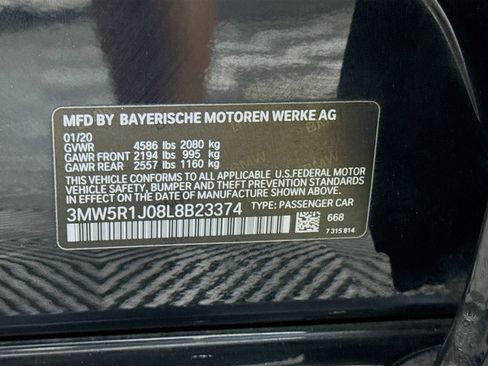 MFD BY BAYERISCHE MOTOREN WERKE AG
01/20
GVWR 4586 lbs 2080 kg
GAWR FRONT 2194 lbs 995 kg
GAWR REAR 2557 lbs 1160 kg
THIS VEHICLE CONFORMS TO ALL APPLICABLE U.S.FEDERAL MOTOR
VEHICLE SAFETY, BUMPER AND THEFT PREVENTION STANDARDS
IN EFFECT ON THE DATE OF MANUFACTURE SHOWN ABOVE.
3MW5R1J08L8B23374 TYPE: PASSENGER CAR
668
7 315 814